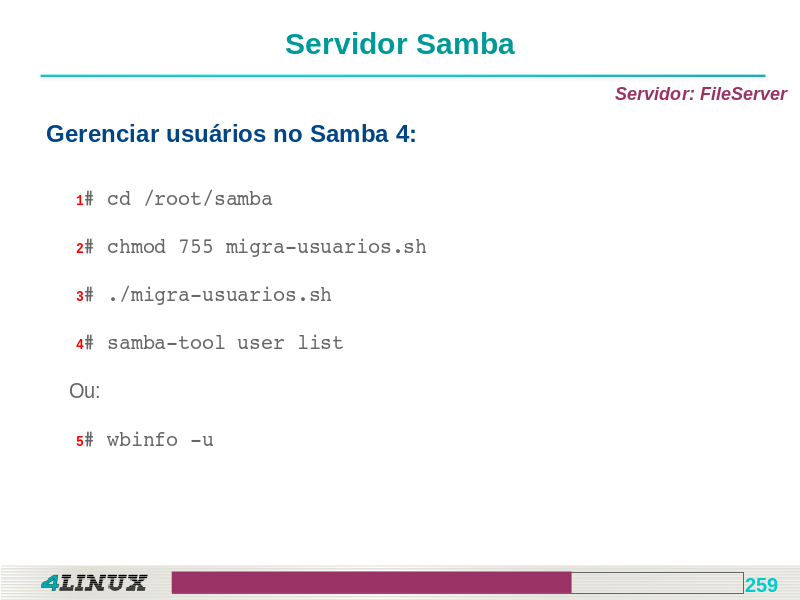 Servidor Samba
Servidor: FileServer
Gerenciar usuários no Samba 4:
1# cd /root/samba
2# chmod 755 migra-usuarios.sh
3# ./migra-usuarios.sh
4# samba-tool user list
Ou:
5# wbinfo -u
4LINUX
259